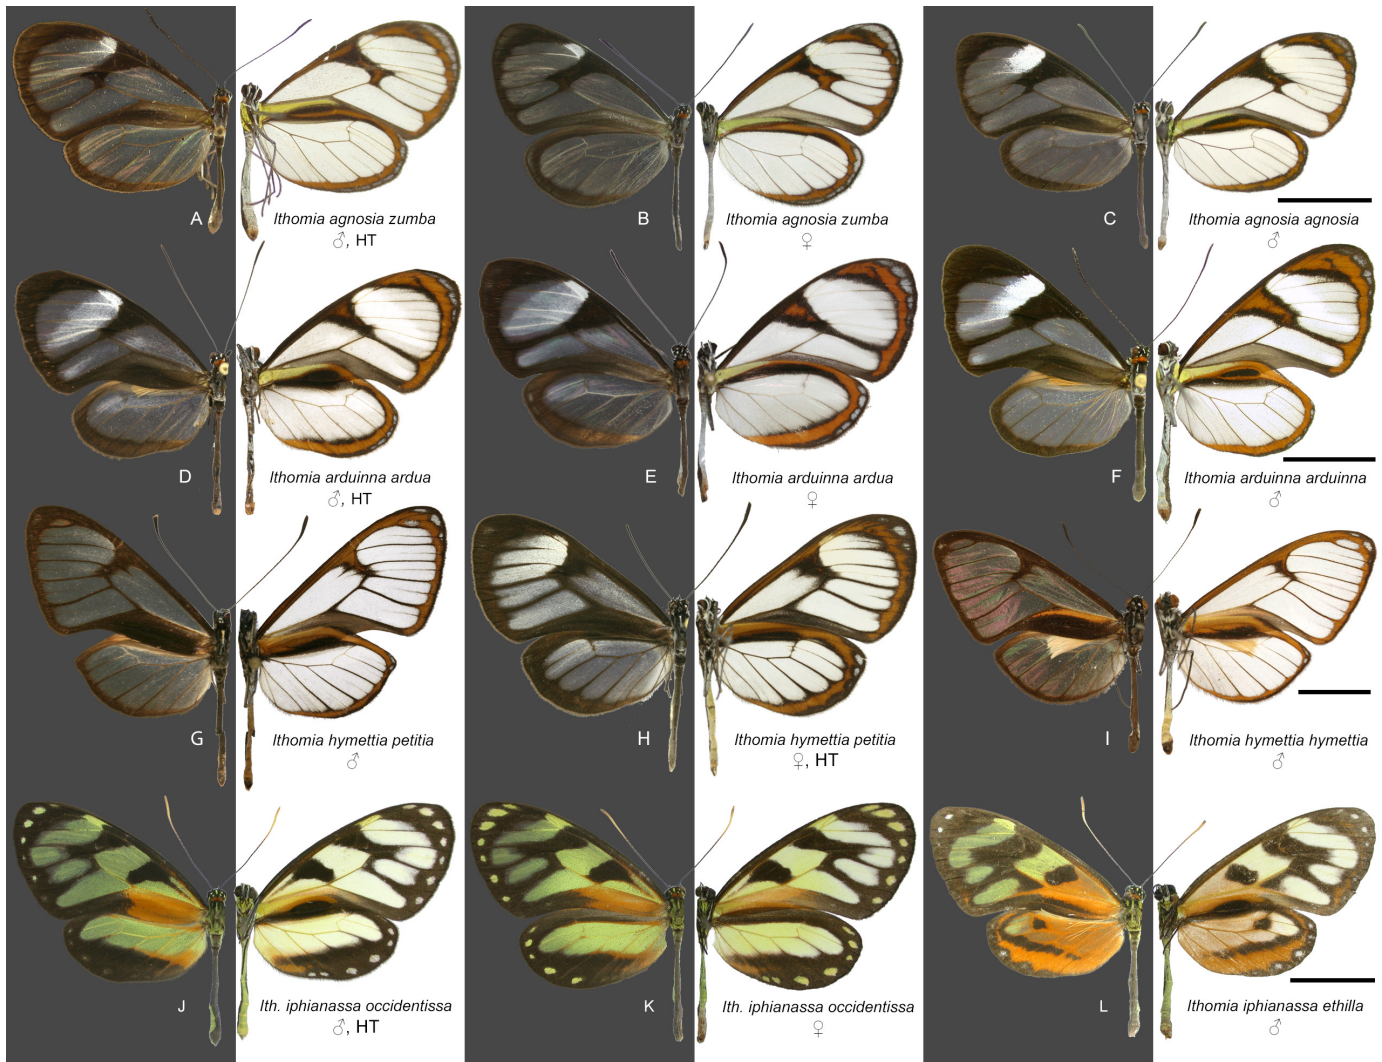 A
Ithomia agnosia zumba
♂, HT
B
Ithomia agnosia zumba
♀
C
Ithomia agnosia agnosia
♂
D
Ithomia arduinna ardua
♂, HT
E
Ithomia arduinna ardua
♀
F
Ithomia arduinna arduinna
♂
G
Ithomia hymettia petitia
♂
H
Ithomia hymettia petitia
♀, HT
I
Ithomia hymettia hymettia
♂
J
Ith. iphianassa occidentissa
♂, HT
K
Ith. iphianassa occidentissa
♀
L
Ithomia iphianassa ethilla
♂